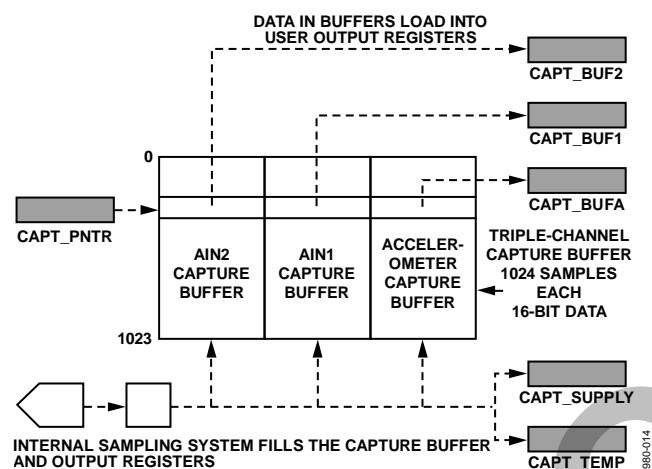 DATA IN BUFFERS LOAD INTO
USER OUTPUT REGISTERS
CAPT_BUF2
CAPT_BUF1
0
CAPT_PNTR
CAPT_BUFA
AIN2
CAPTURE
BUFFER
AIN1
CAPTURE
BUFFER
ACCELER-
OMETER
CAPTURE
BUFFER
TRIPLE-CHANNEL
CAPTURE BUFFER
1024 SAMPLES
EACH
16-BIT DATA
1023
CAPT_SUPPLY
INTERNAL SAMPLING SYSTEM FILLS THE CAPTURE BUFFER
AND OUTPUT REGISTERS
CAPT_TEMP
980-014